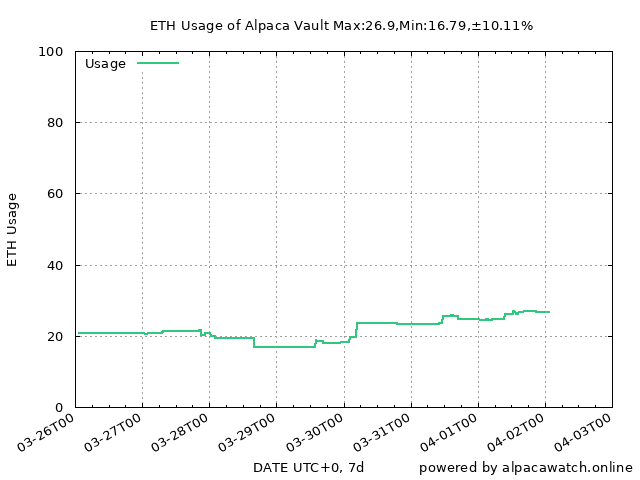 ETH Usage of Alpaca Vault Max:26.9,Min:16.79,±10.11%
Usage
100
80
60
40
20
0
ETH Usage
03-26T00
03-27T00
03-28T00
03-29T00
03-30T00
03-31T00
04-01T00
04-02T00
04-03T00
DATE UTC+0, 7d
powered by alpacawatch.online